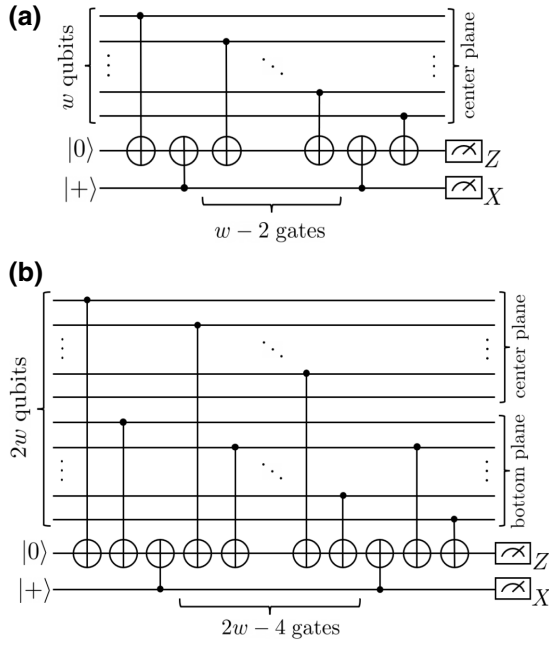 (a)
w qubits
center plane
|0⟩
Z
|+⟩
X
w − 2 gates
(b)
2w qubits
center plane
bottom plane
|0⟩
Z
|+⟩
X
2w − 4 gates